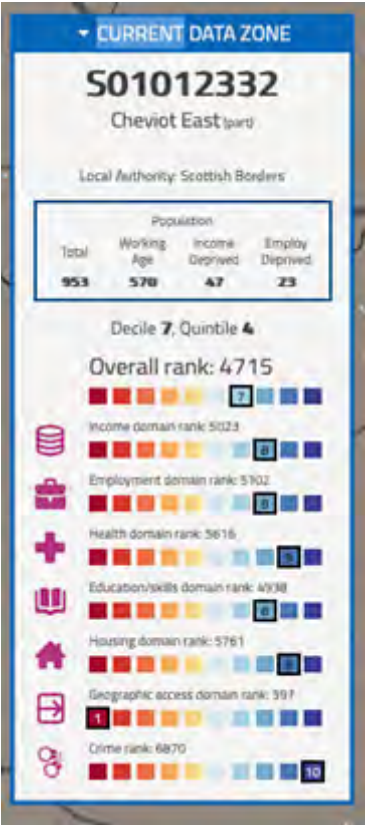 CURRENT DATA ZONE
S01012332
Cheviot East (part)
Local Authority: Scottish Borders
Population
Total Working Age Income Deprived Employ Deprived
953 570 47 23
Decile 7, Quintile 4
Overall rank: 4715
7
Income domain rank: 5023
8
Employment domain rank: 5102
8
Health domain rank: 5616
9
Education/skills domain rank: 4938
8
Housing domain rank: 5761
9
Geographic access domain rank: 397
1
Crime rank: 6870
10